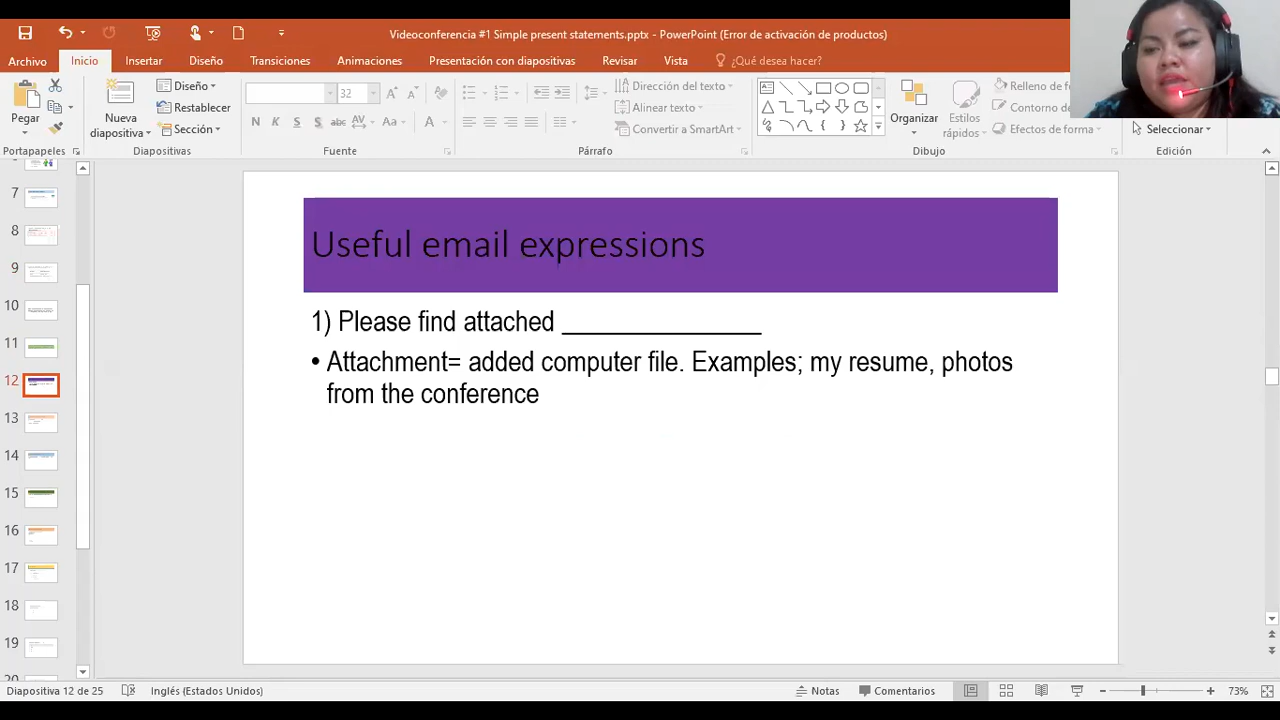 Videoconferencia #1 Simple present statements.pptx - PowerPoint (Error de activación de productos)
Archivo Inicio Insertar Diseño Transiciones Animaciones Presentación con diapositivas Revisar Vista ¿Qué desea hacer?
Pegar
Nueva diapositiva
Diseño
Restablecer
Sección
32
N K S S abc AV Aa A
Dirección del texto
Alinear texto
Convertir a SmartArt
Organizar
Estilos rápidos
Relleno de f
Contorno de
Efectos de forma
Seleccionar
Portapapeles Diapositivas Fuente Párrafo Dibujo Edición
7
8
9
10
11
12
13
14
15
16
17
18
19
Useful email expressions
1) Please find attached _______________
• Attachment= added computer file. Examples; my resume, photos
from the conference
Diapositiva 12 de 25 Inglés (Estados Unidos) Notas Comentarios 73%